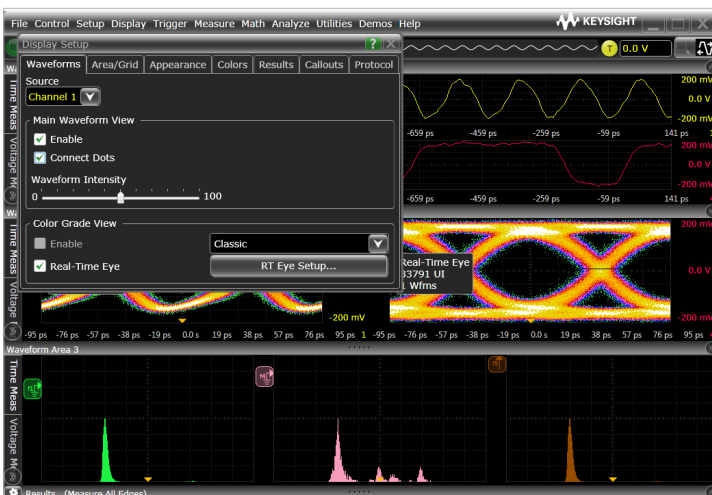 File Control Setup Display Trigger Measure Math Analyze Utilities Demos Help
KEYSIGHT
Display Setup
?
X
T
0.0 V
Waveforms
Area/Grid
Appearance
Colors
Results
Callouts
Protocol
Source
Channel 1
Main Waveform View
Enable
Connect Dots
Waveform Intensity
0
100
Color Grade View
Enable
Classic
Real-Time Eye
RT Eye Setup...
Time Meas
Voltage
200 mV
0.0 V
-200 mV
-659 ps -459 ps -259 ps -59 ps 141 ps
200 mV
0.0 V
-200 mV
-659 ps -459 ps -259 ps -59 ps 141 ps
Time Meas
Voltage
200 mV
Real-Time Eye
33791 UI
1 Wfms
0.0 V
-200 mV
-200 mV
-95 ps -76 ps -57 ps -38 ps -19 ps 0.0 s 19 ps 38 ps 57 ps 76 ps 95 ps 1 -95 ps -76 ps -57 ps -38 ps -19 ps 0.0 s 19 ps 38 ps 57 ps 76 ps 95 ps
Waveform Area 3
Time Meas
Voltage
Results (Measure All Edges)